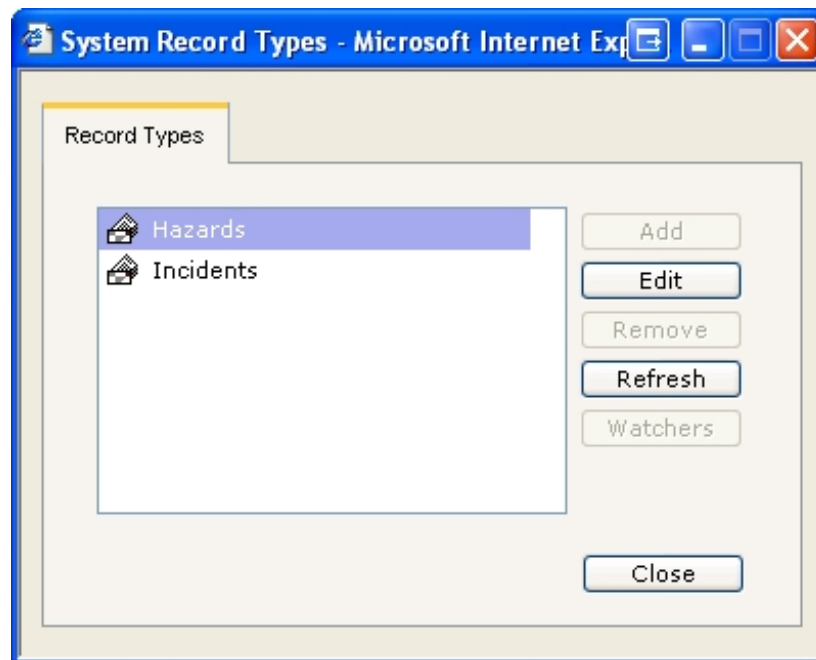 System Record Types - Microsoft Internet Exp
Record Types
Hazards
Incidents
Add
Edit
Remove
Refresh
Watchers
Close